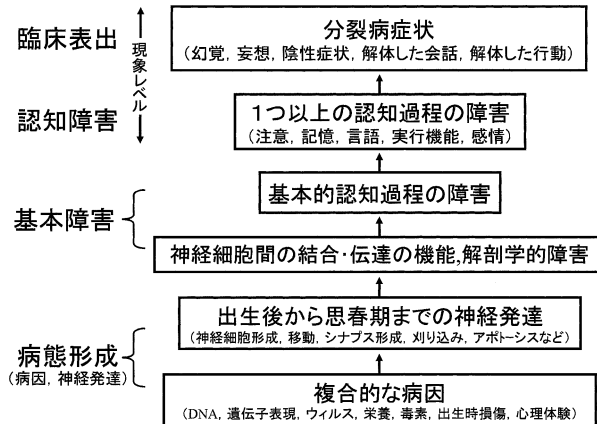 臨床表出
現象レベル
分裂病症状
(幻覚, 妄想, 陰性症状, 解体した会話, 解体した行動)
認知障害
1つ以上の認知過程の障害
(注意, 記憶, 言語, 実行機能, 感情)
基本障害
基本的認知過程の障害
神経細胞間の結合・伝達の機能,解剖学的障害
病態形成
(病因, 神経発達)
出生後から思春期までの神経発達
(神経細胞形成, 移動, シナプス形成, 刈り込み, アポトーシスなど)
複合的な病因
(DNA, 遺伝子表現, ウィルス, 栄養, 毒素, 出生時損傷, 心理体験)